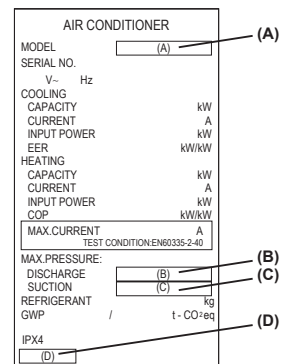 AIR CONDITIONER
MODEL (A) (A)
SERIAL NO.
V~ Hz
COOLING
CAPACITY kW
CURRENT A
INPUT POWER kW
EER kW/kW
HEATING
CAPACITY kW
CURRENT A
INPUT POWER kW
COP kW/kW
MAX.CURRENT A
TEST CONDITION:EN60335-2-40
MAX.PRESSURE:
DISCHARGE (B) (B)
SUCTION (C) (C)
REFRIGERANT kg
GWP / t - CO2eq
IPX4
(D) (D)